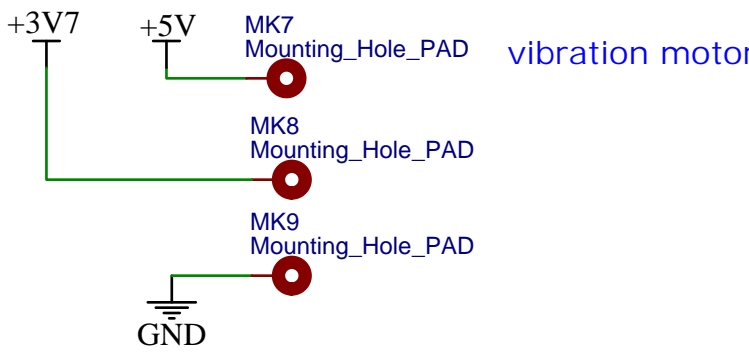 +3V7
+5V
MK7
Mounting_Hole_PAD
vibration motor
MK8
Mounting_Hole_PAD
MK9
Mounting_Hole_PAD
GND